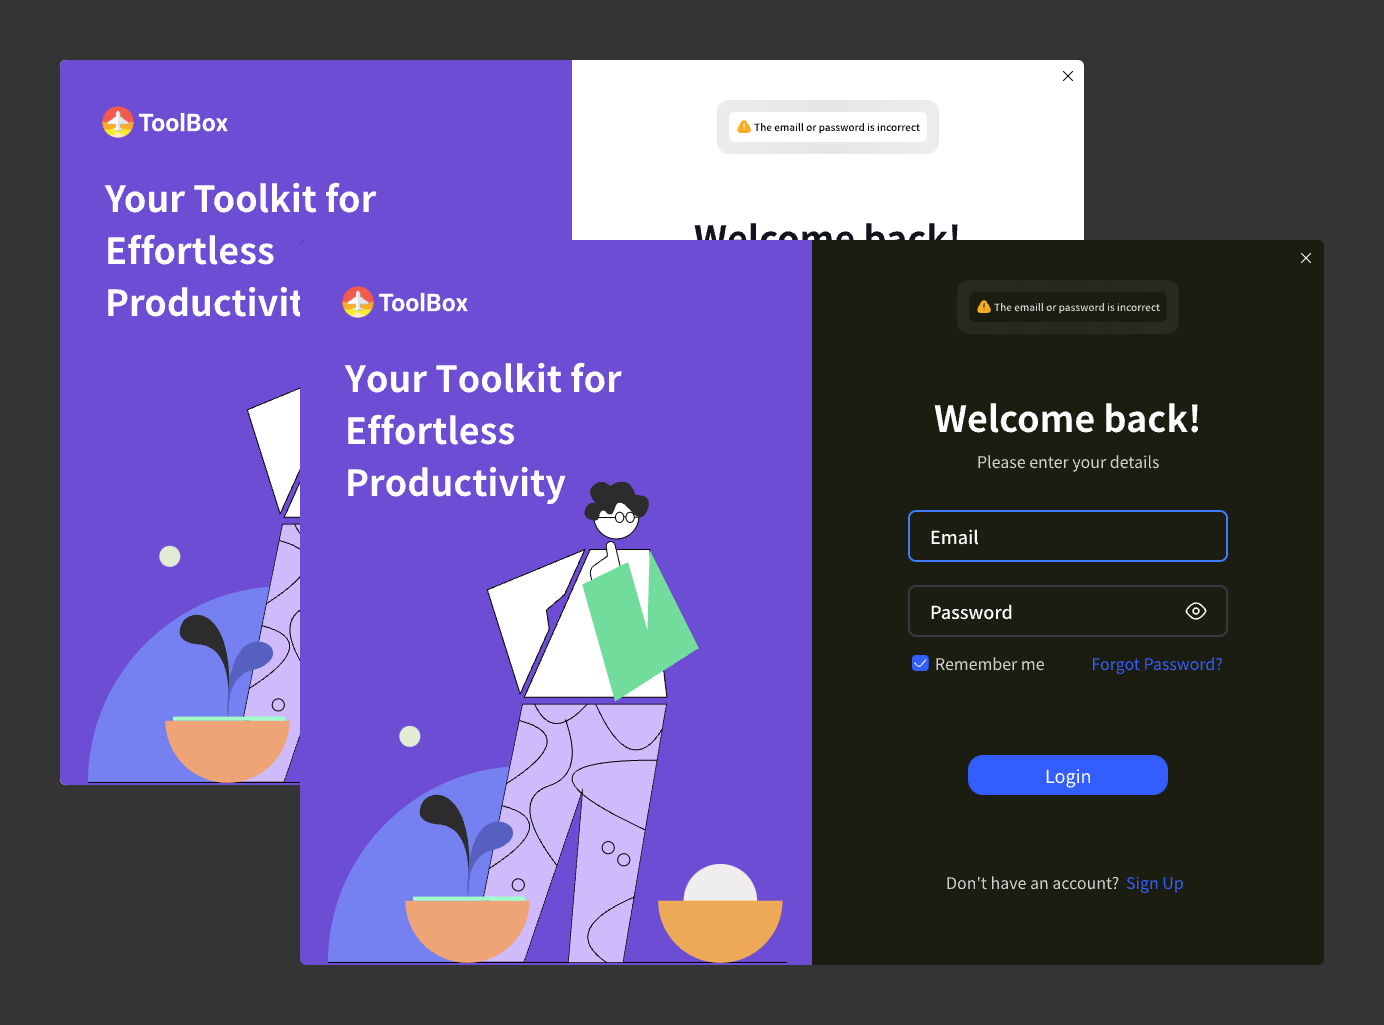 ToolBox
Your Toolkit for
Effortless
Productivit
The emaill or password is incorrect
Welcome back!
ToolBox
Your Toolkit for
Effortless
Productivity
The emaill or password is incorrect
Welcome back!
Please enter your details
Email
Password
Remember me
Forgot Password?
Login
Don't have an account? Sign Up